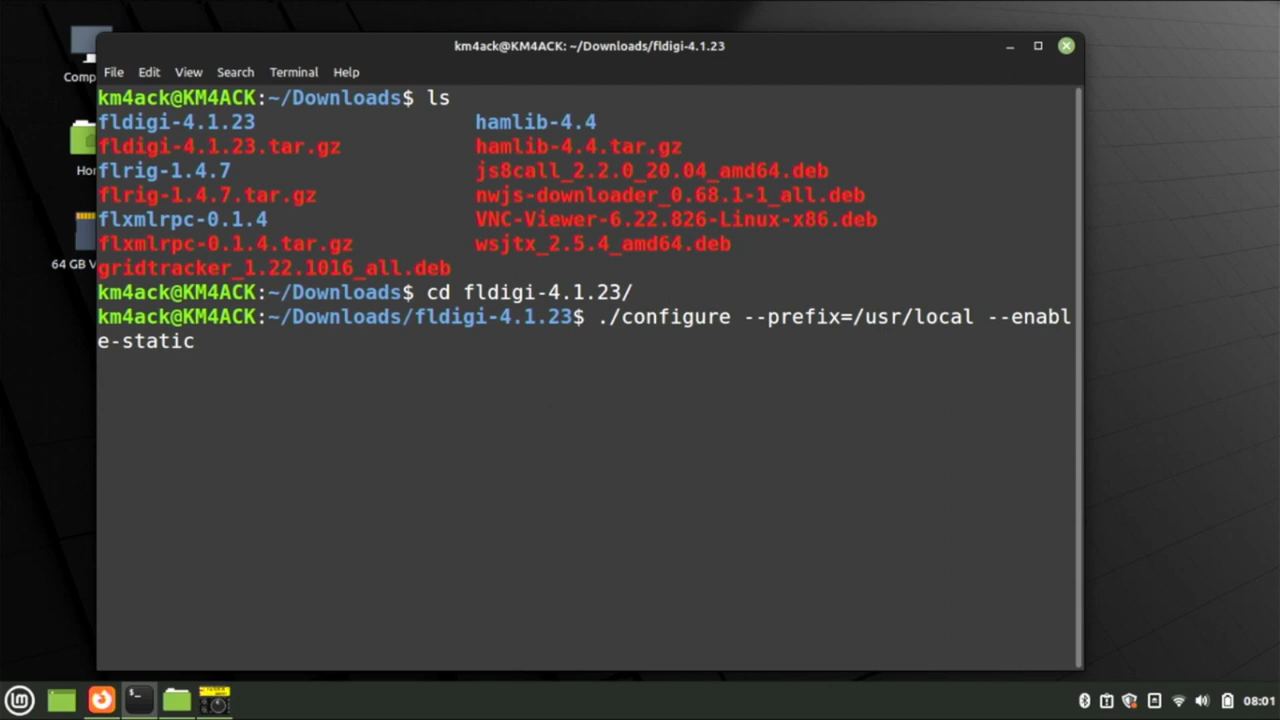 km4ack@KM4ACK: ~/Downloads/fldigi-4.1.23
File Edit View Search Terminal Help
km4ack@KM4ACK:~/Downloads$ ls
fldigi-4.1.23 hamlib-4.4
fldigi-4.1.23.tar.gz hamlib-4.4.tar.gz
flrig-1.4.7 js8call_2.2.0_20.04_amd64.deb
flrig-1.4.7.tar.gz nwjs-downloader_0.68.1-1_all.deb
flxmlrpc-0.1.4 VNC-Viewer-6.22.826-Linux-x86.deb
flxmlrpc-0.1.4.tar.gz wsjtx_2.5.4_amd64.deb
gridtracker_1.22.1016_all.deb
km4ack@KM4ACK:~/Downloads$ cd fldigi-4.1.23/
km4ack@KM4ACK:~/Downloads/fldigi-4.1.23$ ./configure --prefix=/usr/local --enabl
e-static
Comp
Ho
64 GB V
08:01